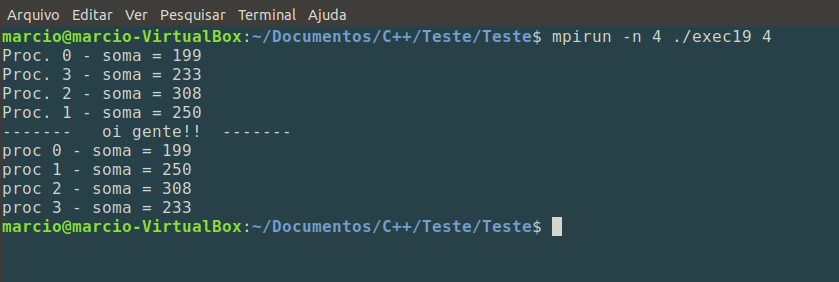 Arquivo Editar Ver Pesquisar Terminal Ajuda
marcio@marcio-VirtualBox:~/Documentos/C++/Teste/Teste$ mpirun -n 4 ./exec19 4
Proc. 0 - soma = 199
Proc. 3 - soma = 233
Proc. 2 - soma = 308
Proc. 1 - soma = 250
-------   oi gente!!  -------
proc 0 - soma = 199
proc 1 - soma = 250
proc 2 - soma = 308
proc 3 - soma = 233
marcio@marcio-VirtualBox:~/Documentos/C++/Teste/Teste$